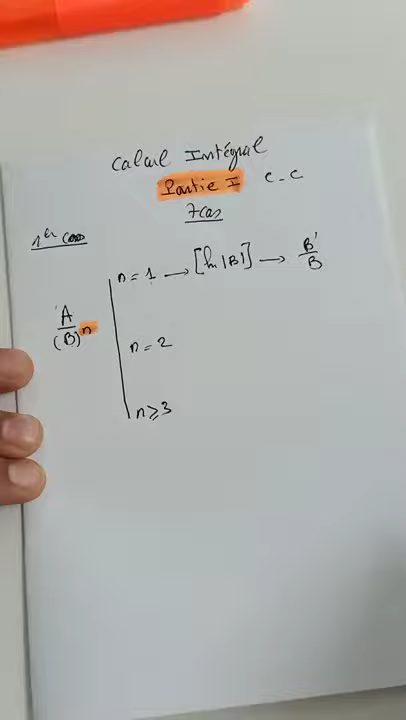 Calcul Intégral
Partie I C-C
7cas
1er cas
A/(B)^n
n = 1 → [ln|B|] → B'/B
n = 2
n ≥ 3